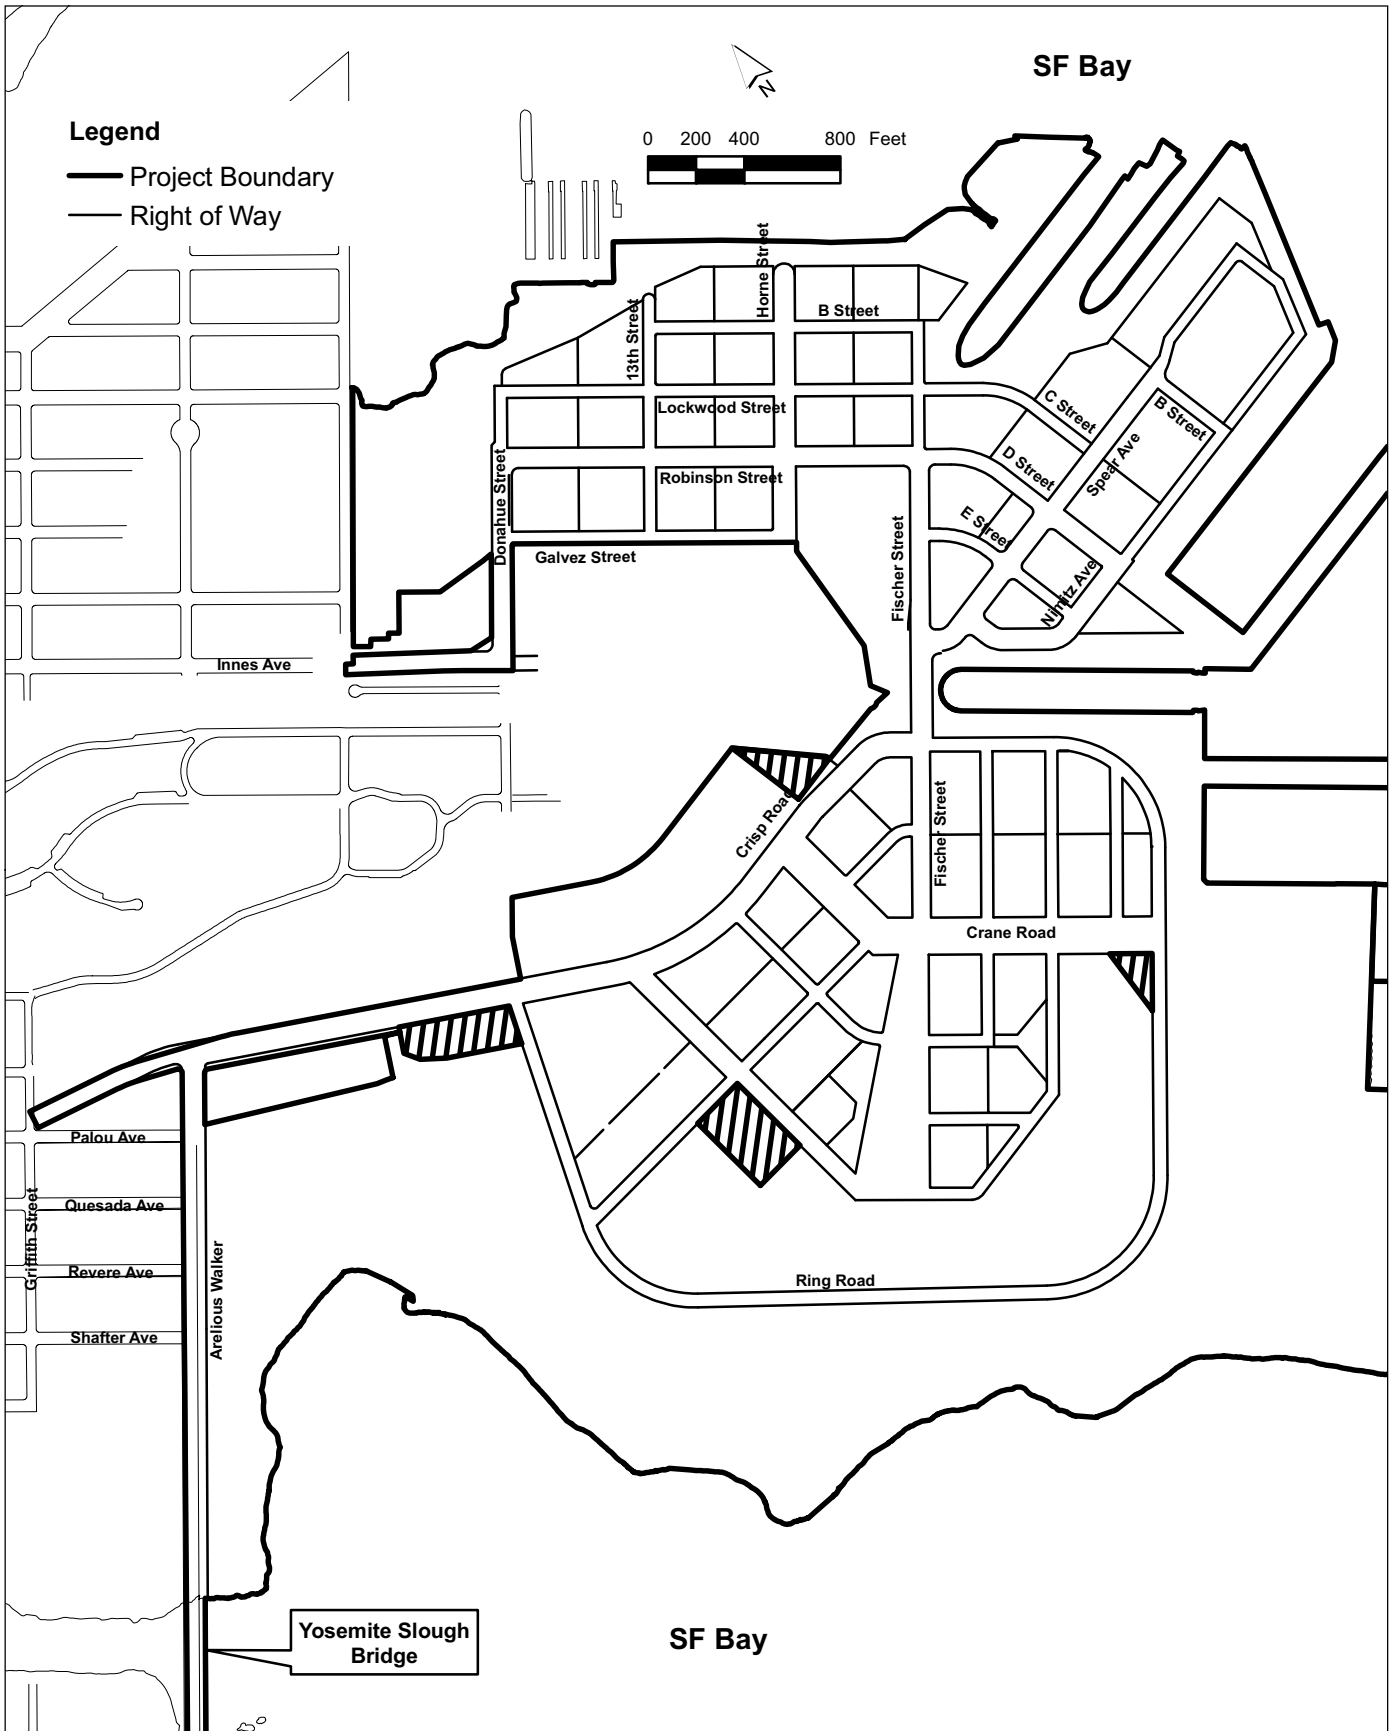 SF Bay
N
Legend
0 200 400 800 Feet
Project Boundary
Right of Way
Horne Street
B Street
13th Street
Lockwood Street
C Street
B Street
D Street
Spear Ave
Robinson Street
Donahue Street
E Street
Galvez Street
Fischer Street
Nimitz Ave
Innes Ave
Crisp Road
Fischer Street
Crane Road
Palou Ave
Quesada Ave
Griffith Street
Revere Ave
Arelious Walker
Ring Road
Shafter Ave
Yosemite Slough
Bridge
SF Bay